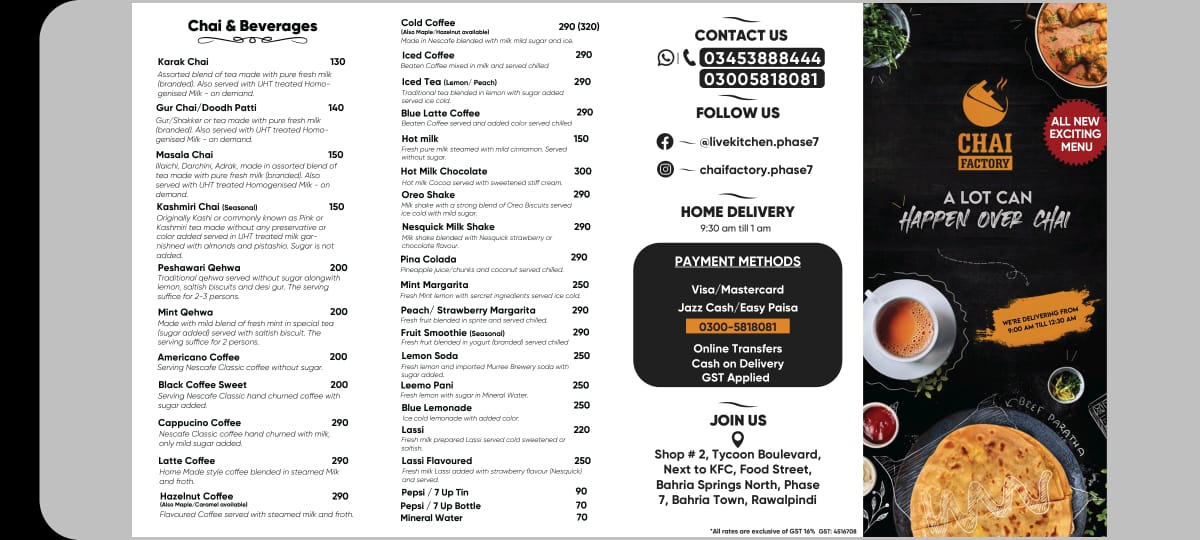 Chai & Beverages
Karak Chai 130
Assorted blend of tea made with pure fresh milk
(branded). Also served with UHT treated Homo-
genised Milk - on demand.
Gur Chai/Doodh Patti 140
Gur/Shakker or tea made with pure fresh milk
(branded). Also served with UHT treated Homo-
genised Milk - on demand.
Masala Chai 150
Illaichi, Darchini, Adrak, made in assorted blend of
tea made with pure fresh milk (branded). Also
served with UHT treated Homogenised Milk - on
demand.
Kashmiri Chai (Seasonal) 150
Originally Kashi or commonly known as Pink or
Kashmiri tea made without any preservative or
color added served in UHT treated milk gar-
nishned with almonds and pistashio. Sugar is not
added.
Peshawari Qehwa 200
Traditional qehwa served without sugar alongwith
lemon, saltish biscuits and desi gur. The serving
suffice for 2-3 persons.
Mint Qehwa 200
Made with mild blend of fresh mint in special tea
(sugar added) served with saltish biscuit. The
serving suffice for 2 persons.
Americano Coffee 200
Serving Nescafe Classic coffee without sugar.
Black Coffee Sweet 200
Serving Nescafe Classic hand churned coffee with
sugar added.
Cappucino Coffee 290
Nescafe Classic coffee hand churned with milk,
only mild sugar added.
Latte Coffee 290
Home Made style coffee blended in steamed Milk
and froth.
Hazelnut Coffee 290
(Also Maple/Caramel available)
Flavoured Coffee served with steamed milk and froth.
Cold Coffee 290 (320)
(Also Maple/Hazelnut available)
Made in Nescafe blended with milk mild sugar and ice.
Iced Coffee 290
Beaten Coffee mixed in milk and served chilled
Iced Tea (Lemon/ Peach) 290
Traditional tea blended in lemon with sugar added
served ice cold.
Blue Latte Coffee 290
Beaten Coffee served and added color served chilled
Hot milk 150
Fresh pure milk steamed with mild cinnamon. Served
without sugar.
Hot Milk Chocolate 300
Hot milk Cocoa served with sweetened stiff cream.
Oreo Shake 290
Milk shake with a strong blend of Oreo Biscuits served
ice cold with mild sugar.
Nesquick Milk Shake 290
Milk shake blended with Nesquick strawberry or
chocolate flavour.
Pina Colada 290
Pineapple juice/chunks and coconut served chilled.
Mint Margarita 250
Fresh Mint lemon with sercret ingredients served ice cold.
Peach/ Strawberry Margarita 290
Fresh fruit blended in sprite and served chilled.
Fruit Smoothie (Seasonal) 290
Fresh fruit blended in yogurt (branded) served chilled
Lemon Soda 250
Fresh lemon and imported Murree Brewery soda with
sugar added.
Leemo Pani 250
Fresh lemon with sugar in Mineral Water.
Blue Lemonade 250
Ice cold lemonade with added color.
Lassi 220
Fresh milk prepared Lassi served cold sweetened or
saltish.
Lassi Flavoured 250
Fresh milk Lassi added with strawberry flavour (Nesquick)
and served.
Pepsi / 7 Up Tin 90
Pepsi / 7 Up Bottle 70
Mineral Water 70
CONTACT US
03453888444
03005818081
FOLLOW US
@livekitchen.phase7
chaifactory.phase7
HOME DELIVERY
9:30 am till 1 am
PAYMENT METHODS
Visa/Mastercard
Jazz Cash/Easy Paisa
0300-5818081
Online Transfers
Cash on Delivery
GST Applied
JOIN US
Shop # 2, Tycoon Boulevard,
Next to KFC, Food Street,
Bahria Springs North, Phase
7, Bahria Town, Rawalpindi
*All rates are exclusive of GST 16% GST: 4516708
CHAI
FACTORY
ALL NEW
EXCITING
MENU
A LOT CAN
HAPPEN OVER CHAI
WE'RE DELIVERING FROM
9:00 AM TILL 12:30 AM
BEEF PARATHA